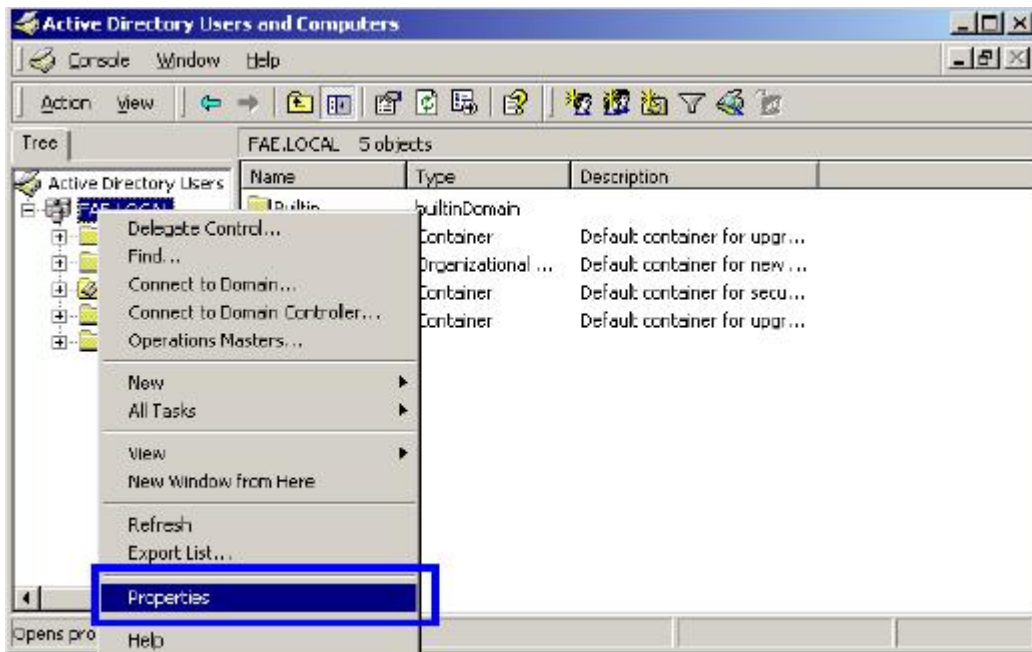 Active Directory Users and Computers
Console Window Help
Action View
Tree
FAE.LOCAL 5 objects
Active Directory Users
Name Type Description
FAE.LOCAL
Builtin builtinDomain
Container Default container for upgr...
Organizational ... Default container for new ...
Container Default container for secu...
Container Default container for upgr...
Delegate Control...
Find...
Connect to Domain...
Connect to Domain Controller...
Operations Masters...
New
All Tasks
View
New Window from Here
Refresh
Export List...
Properties
Help
Opens pro